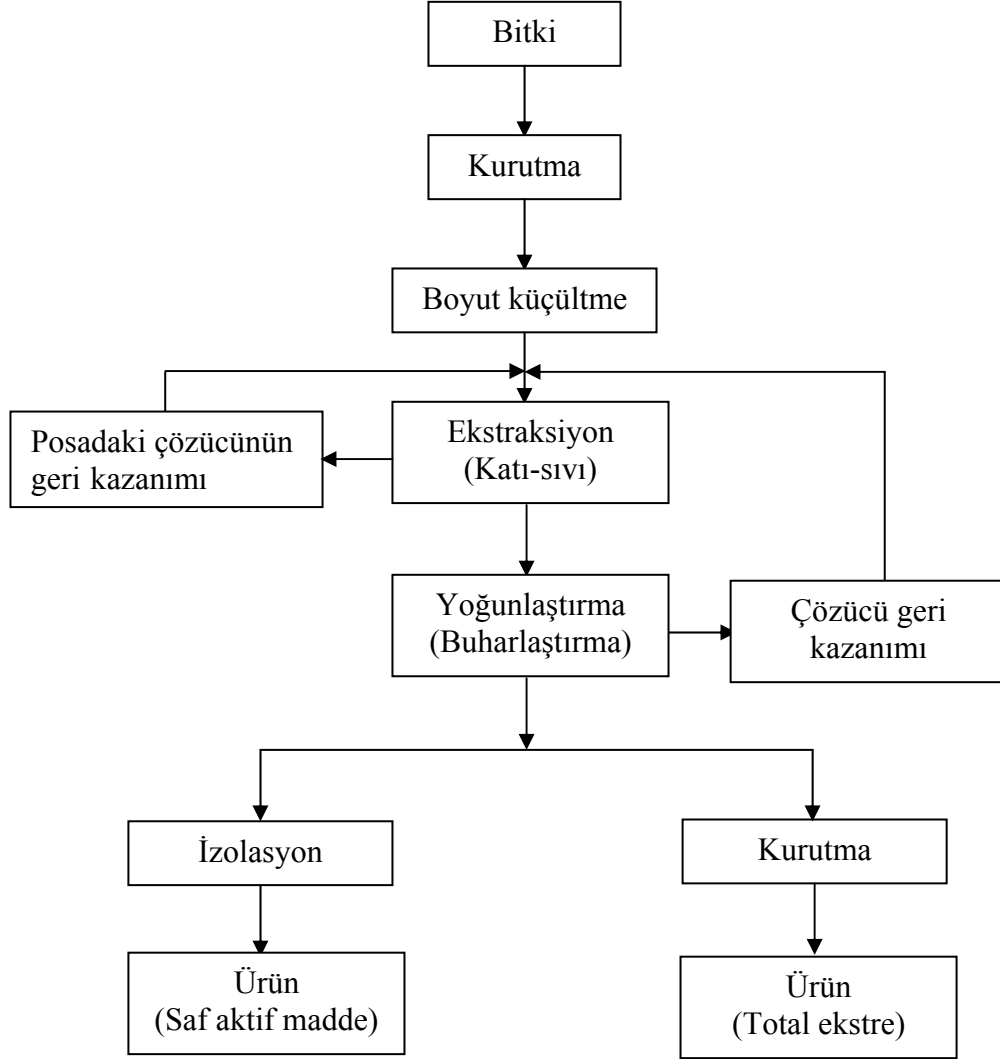 Bitki
Kurutma
Boyut küçültme
Posadaki çözücünün
geri kazanımı
Ekstraksiyon
(Katı-sıvı)
Yoğunlaştırma
(Buharlaştırma)
Çözücü geri
kazanımı
İzolasyon
Kurutma
Ürün
(Saf aktif madde)
Ürün
(Total ekstre)